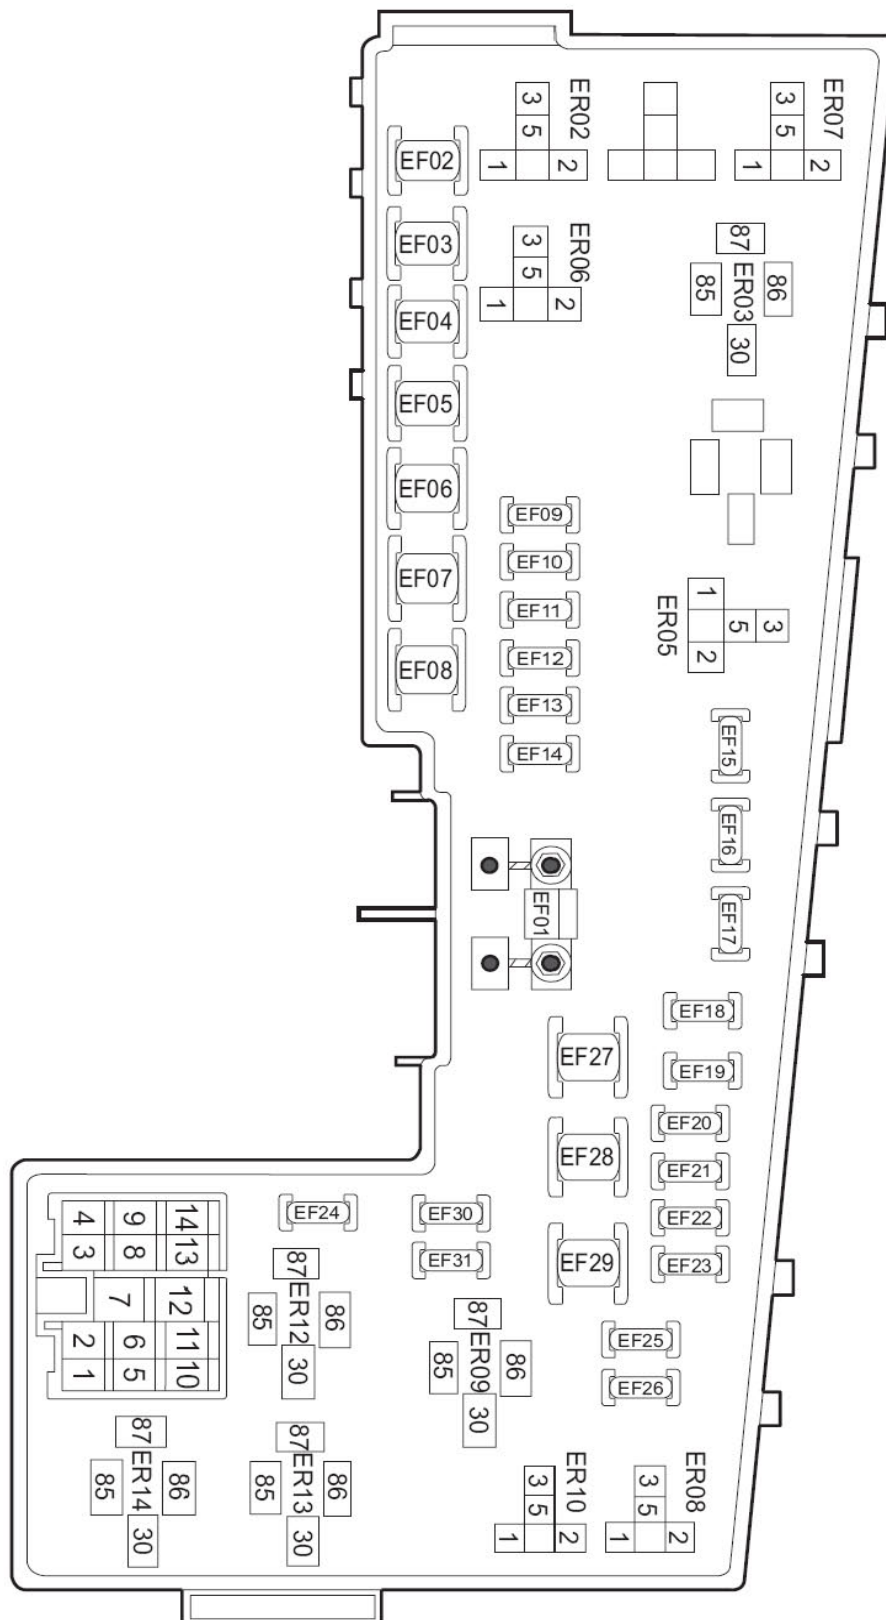 ER02
3
5
1
2
ER07
3
5
1
2
EF02
EF03
EF04
EF05
EF06
EF07
EF08
ER06
3
5
1
2
87
85
ER03
86
30
EF09
EF10
EF11
EF12
EF13
EF14
ER05
1
5
3
2
EF15
EF16
EF17
EF01
EF18
EF19
EF20
EF21
EF22
EF23
EF27
EF28
EF29
EF24
EF30
EF31
EF25
EF26
4 9 14
3 8 13
7 12
2 6 11
1 5 10
87
85
ER12
86
30
87
85
ER09
86
30
87
85
ER14
86
30
87
85
ER13
86
30
ER10
3
5
1
2
ER08
3
5
1
2